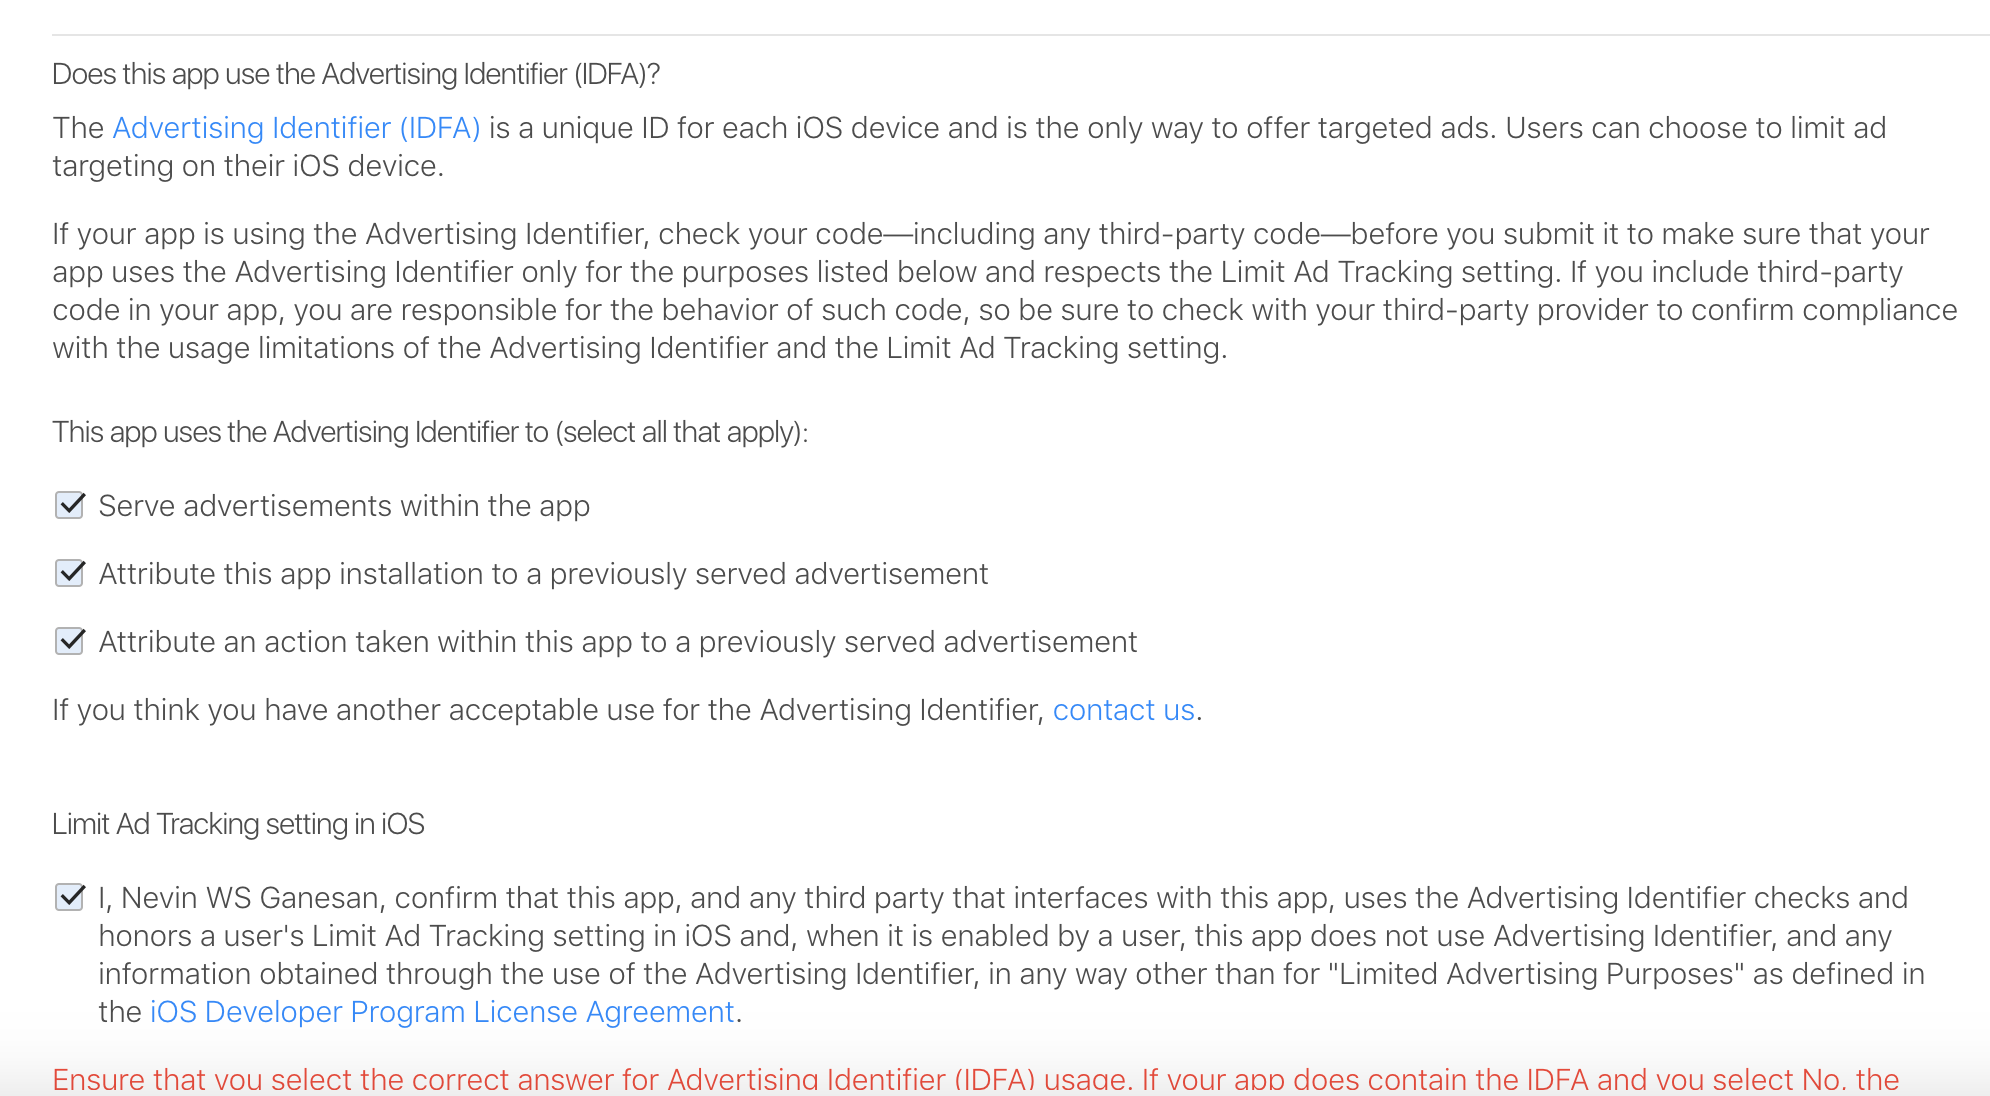 Does this app use the Advertising Identifier (IDFA)?
The Advertising Identifier (IDFA) is a unique ID for each iOS device and is the only way to offer targeted ads. Users can choose to limit ad
targeting on their iOS device.
If your app is using the Advertising Identifier, check your code—including any third-party code—before you submit it to make sure that your
app uses the Advertising Identifier only for the purposes listed below and respects the Limit Ad Tracking setting. If you include third-party
code in your app, you are responsible for the behavior of such code, so be sure to check with your third-party provider to confirm compliance
with the usage limitations of the Advertising Identifier and the Limit Ad Tracking setting.
This app uses the Advertising Identifier to (select all that apply):
Serve advertisements within the app
Attribute this app installation to a previously served advertisement
Attribute an action taken within this app to a previously served advertisement
If you think you have another acceptable use for the Advertising Identifier, contact us.
Limit Ad Tracking setting in iOS
I, Nevin WS Ganesan, confirm that this app, and any third party that interfaces with this app, uses the Advertising Identifier checks and
honors a user's Limit Ad Tracking setting in iOS and, when it is enabled by a user, this app does not use Advertising Identifier, and any
information obtained through the use of the Advertising Identifier, in any way other than for "Limited Advertising Purposes" as defined in
the iOS Developer Program License Agreement.
Ensure that you select the correct answer for Advertising Identifier (IDFA) usage. If your app does contain the IDFA and you select No, the